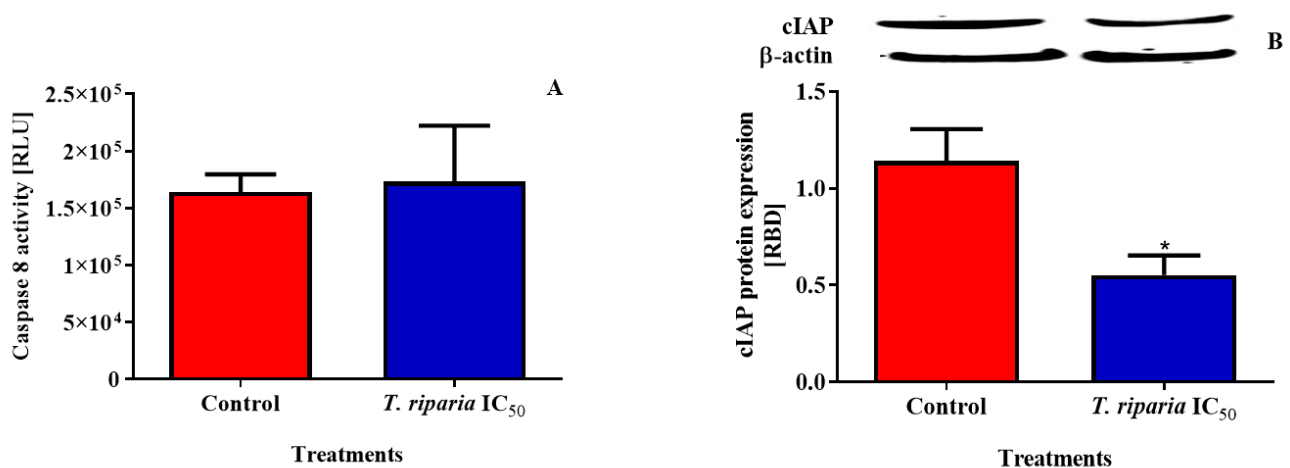 A
Caspase 8 activity [RLU]
2.5×10⁵
2×10⁵
1.5×10⁵
1×10⁵
5×10⁴
0
Control
T. riparia IC₅₀
Treatments
cIAP
β-actin
B
cIAP protein expression
[RBD]
1.5
1.0
0.5
0.0
*
Control
T. riparia IC₅₀
Treatments